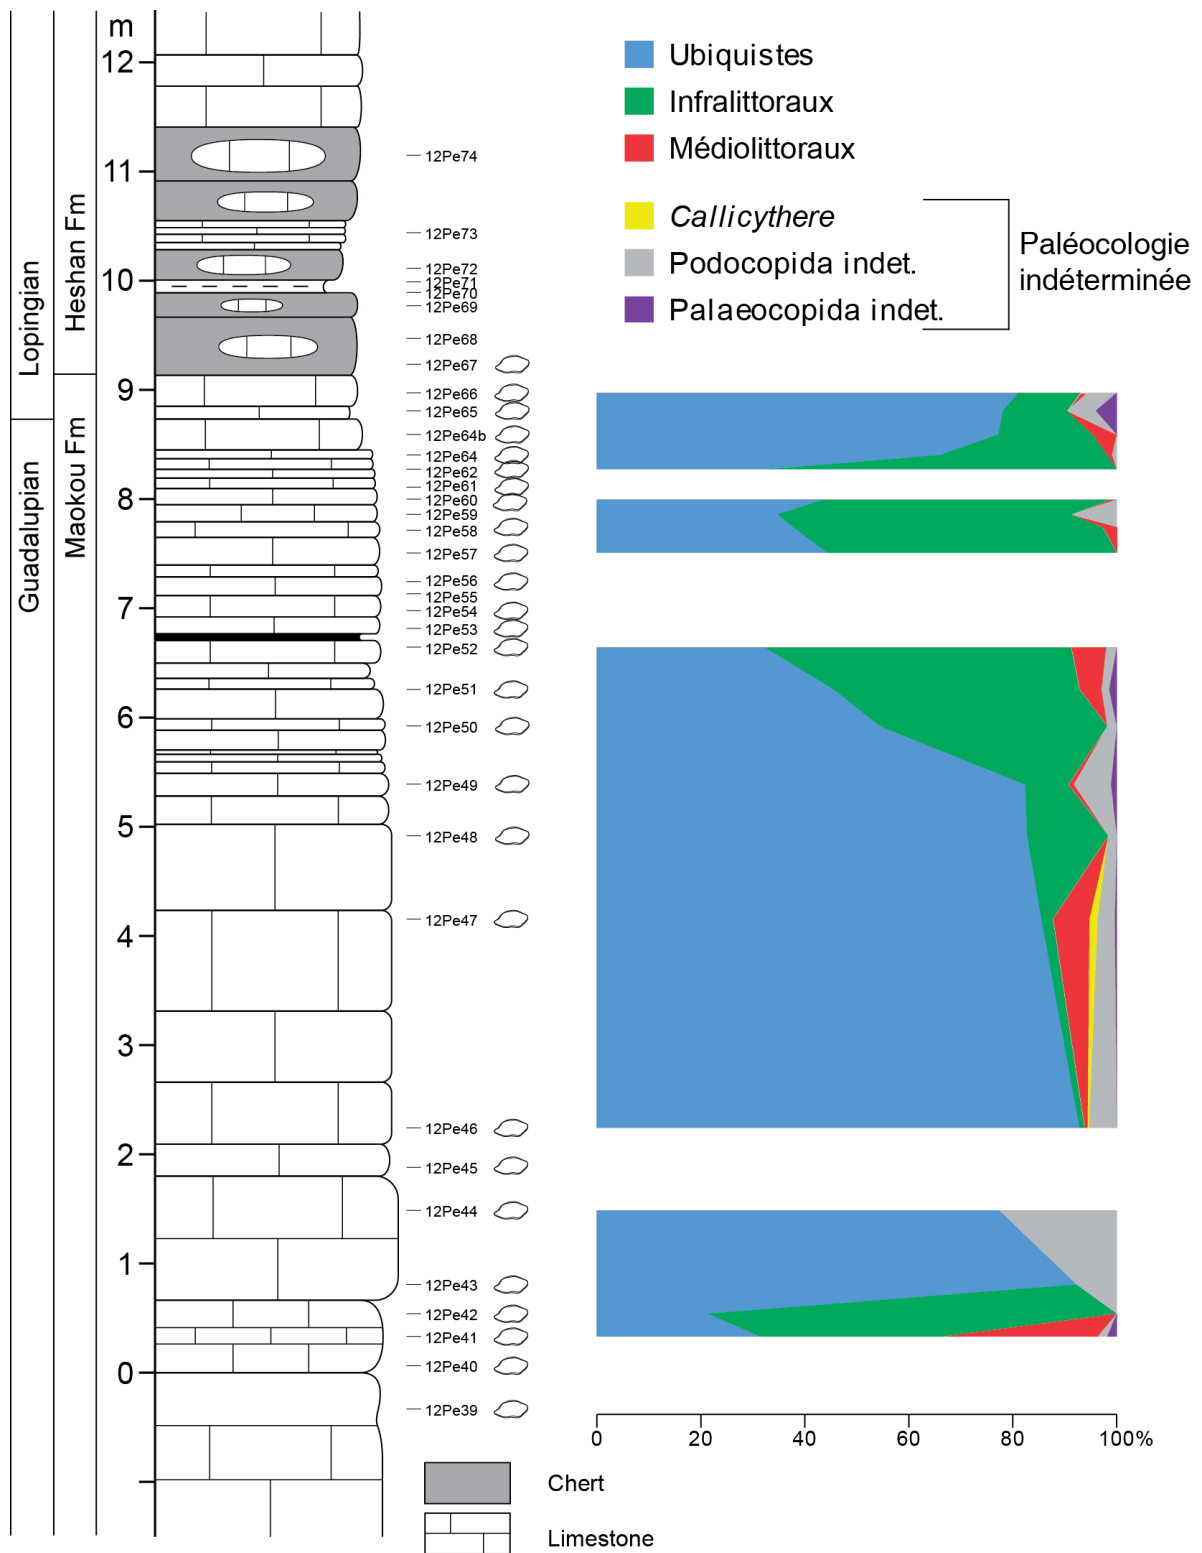 m
12
11
10
9
8
7
6
5
4
3
2
1
0
Lopingian
Guadalupian
Heshan Fm
Maokou Fm
12Pe74
12Pe73
12Pe72
12Pe71
12Pe70
12Pe69
12Pe68
12Pe67
12Pe66
12Pe65
12Pe64b
12Pe64
12Pe62
12Pe61
12Pe60
12Pe59
12Pe58
12Pe57
12Pe56
12Pe55
12Pe54
12Pe53
12Pe52
12Pe51
12Pe50
12Pe49
12Pe48
12Pe47
12Pe46
12Pe45
12Pe44
12Pe43
12Pe42
12Pe41
12Pe40
12Pe39
Ubiquistes
Infralittoraux
Médiolittoraux
Callicythere
Podocopida indet.
Palaeocopida indet.
Paléocologie
indéterminée
0 20 40 60 80 100%
Chert
Limestone